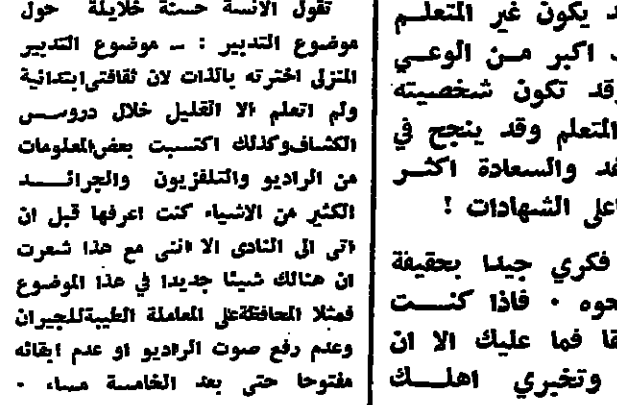 د يكون غير المتعلم
اكبر من الوعي
وقد تكون شخصيته
المتعلم وقد ينجح في
والسعادة اكثر
اعلى الشهادات !
فكري جيدا بحقيقة
نحوه . فاذا كنت
قا فما عليك الا ان
وتخبري اهلك
تقول الانسة حسنة خلايلة حول
موضوع التدبير : ـ موضوع التدبير
المنزلي اخترته بالذات لان ثقافتي ابتدائية
ولم اتعلم الا القليل خلال دروس
الكشاف وكذلك اكتسبت بعض المعلومات
من الراديو والتلفزيون والجرائد
الكثير من الاشياء كنت اعرفها قبل ان
آتي الى النادي الا انني مع هذا شعرت
ان هنالك شيئا جديدا في هذا الموضوع
فمثلا المحافظة على المعاملة الطيبة للجيران
وعدم رفع صوت الراديو او عدم ابقائه
مفتوحا حتى بعد الخامسة مساء .